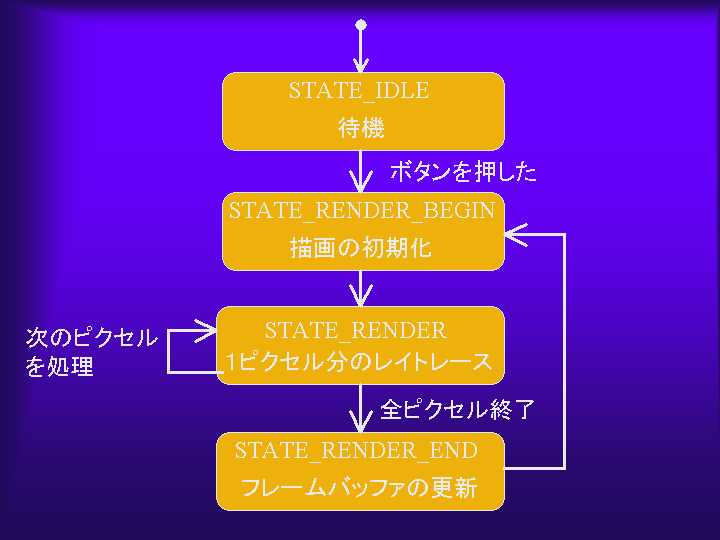 STATE_IDLE
待機
ボタンを押した
STATE_RENDER_BEGIN
描画の初期化
次のピクセル
を処理
STATE_RENDER
１ピクセル分のレイトレース
全ピクセル終了
STATE_RENDER_END
フレームバッファの更新